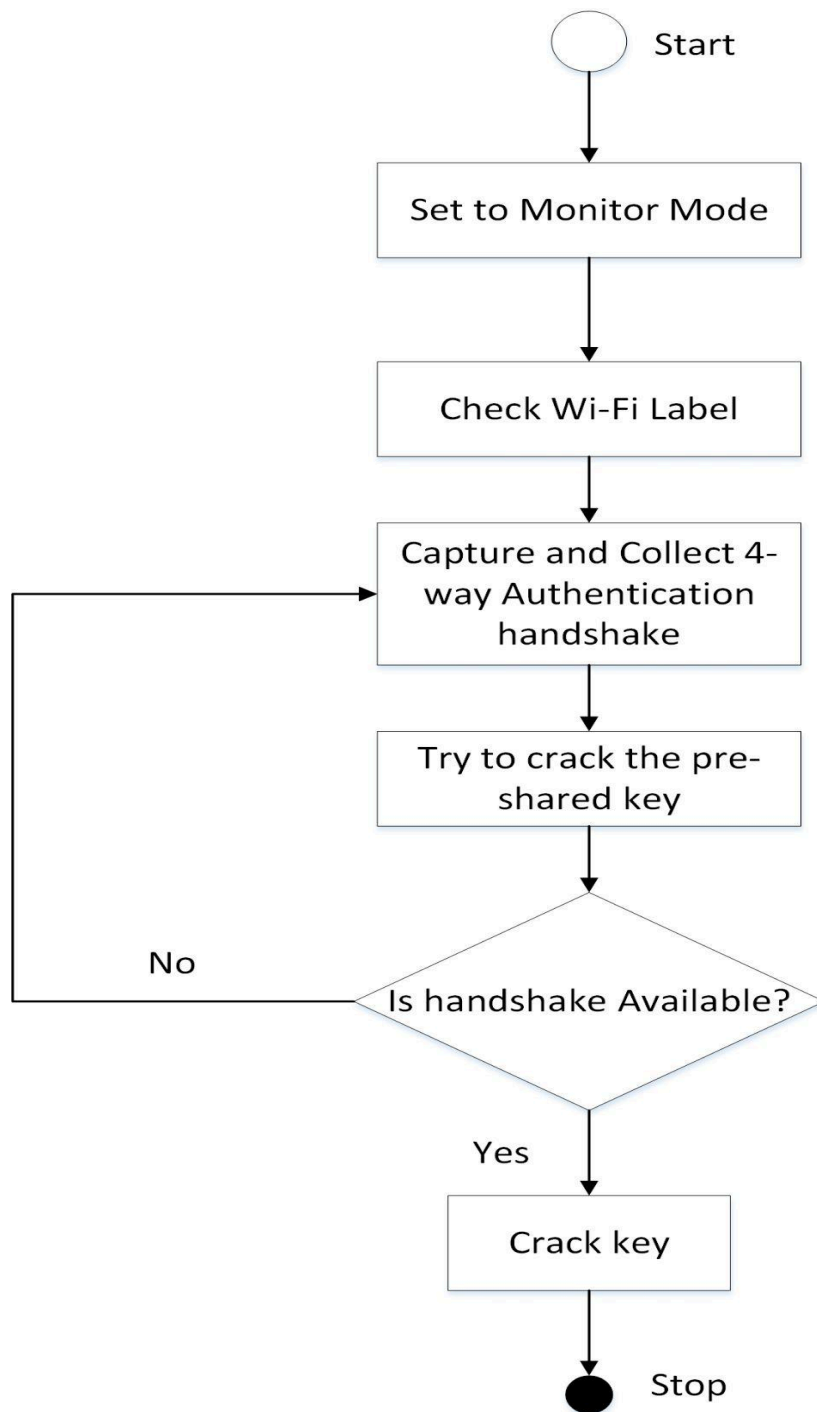 Start
Set to Monitor Mode
Check Wi-Fi Label
Capture and Collect 4-
way Authentication
handshake
Try to crack the pre-
shared key
No
Is handshake Available?
Yes
Crack key
Stop